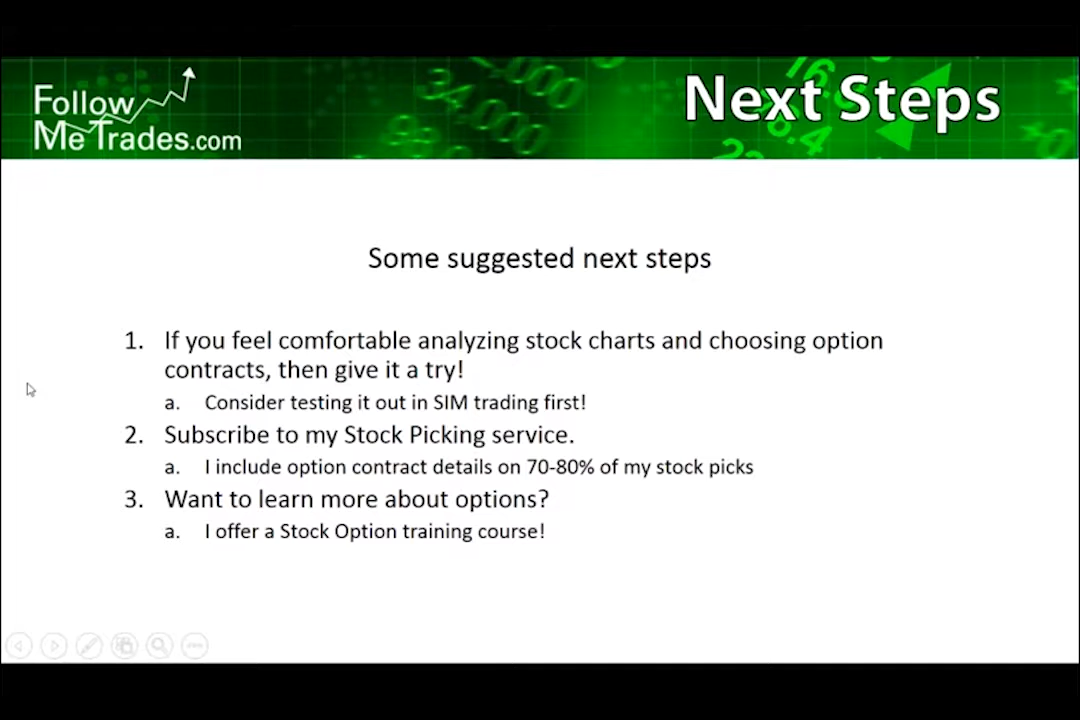 Follow
Me Trades.com
Next Steps
Some suggested next steps
1. If you feel comfortable analyzing stock charts and choosing option
contracts, then give it a try!
a. Consider testing it out in SIM trading first!
2. Subscribe to my Stock Picking service.
a. I include option contract details on 70-80% of my stock picks
3. Want to learn more about options?
a. I offer a Stock Option training course!